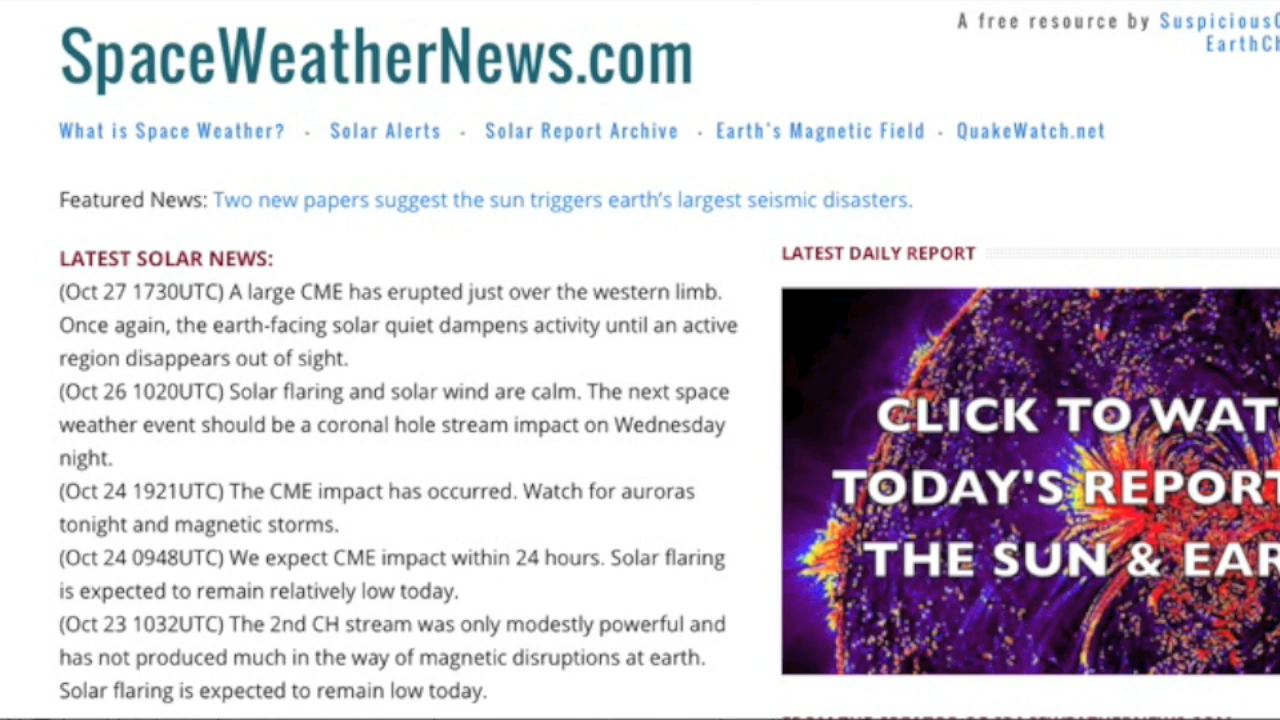 SpaceWeatherNews.com
A free resource by
What is Space Weather? · Solar Alerts · Solar Report Archive · Earth's Magnetic Field · QuakeWatch.net
Featured News: Two new papers suggest the sun triggers earth's largest seismic disasters.
LATEST SOLAR NEWS:
(Oct 27 1730UTC) A large CME has erupted just over the western limb.
Once again, the earth-facing solar quiet dampens activity until an active
region disappears out of sight.
(Oct 26 1020UTC) Solar flaring and solar wind are calm. The next space
weather event should be a coronal hole stream impact on Wednesday
night.
(Oct 24 1921UTC) The CME impact has occurred. Watch for auroras
tonight and magnetic storms.
(Oct 24 0948UTC) We expect CME impact within 24 hours. Solar flaring
is expected to remain relatively low today.
(Oct 23 1032UTC) The 2nd CH stream was only modestly powerful and
has not produced much in the way of magnetic disruptions at earth.
Solar flaring is expected to remain low today.
LATEST DAILY REPORT
CLICK TO
TODAY'S REPORT
THE SUN &